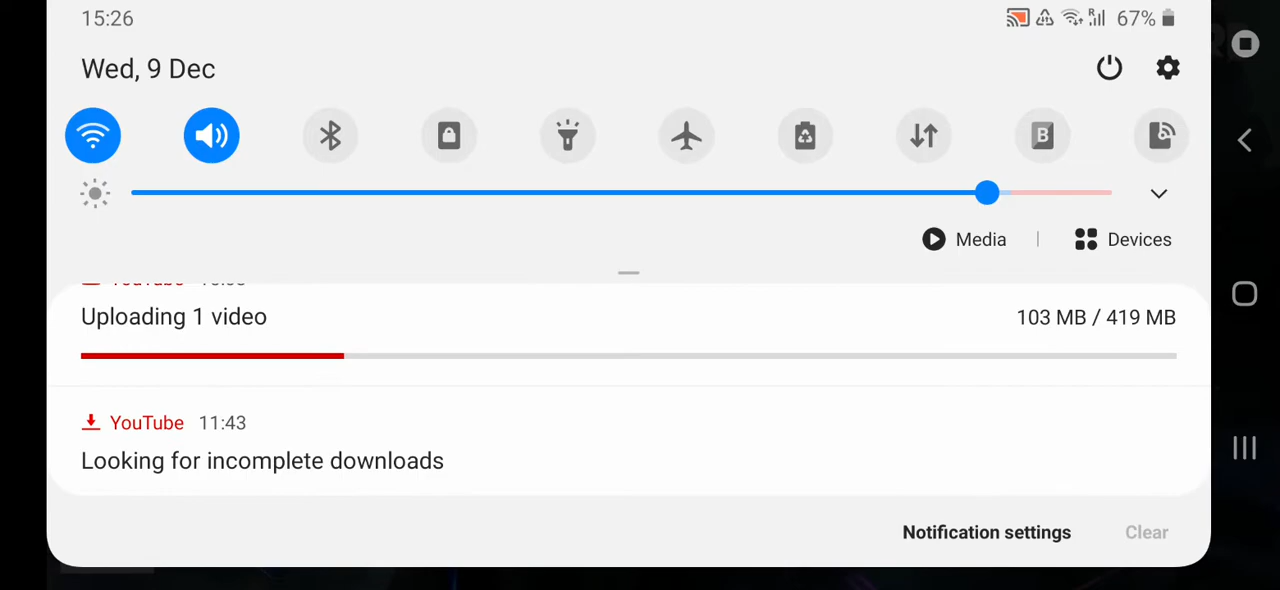 15:26
67%
Wed, 9 Dec
Media
Devices
Uploading 1 video
103 MB / 419 MB
YouTube 11:43
Looking for incomplete downloads
Notification settings
Clear